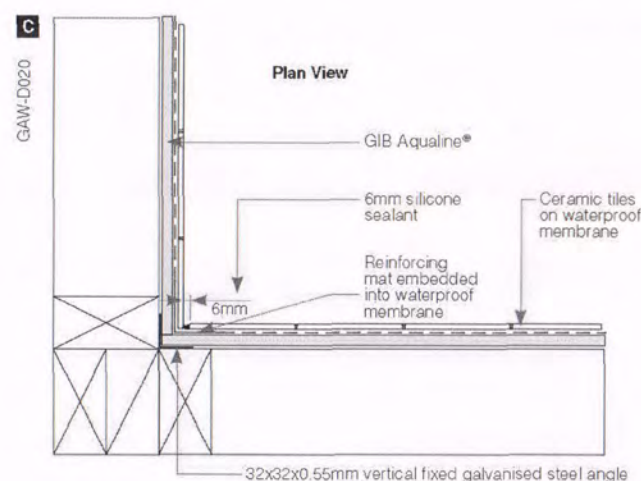 C
GAW-D020
Plan View
GIB Aqualine®
6mm silicone
sealant
Ceramic tiles
on waterproof
membrane
Reinforcing
mat embedded
into waterproof
membrane
6mm
32x32x0.55mm vertical fixed galvanised steel angle